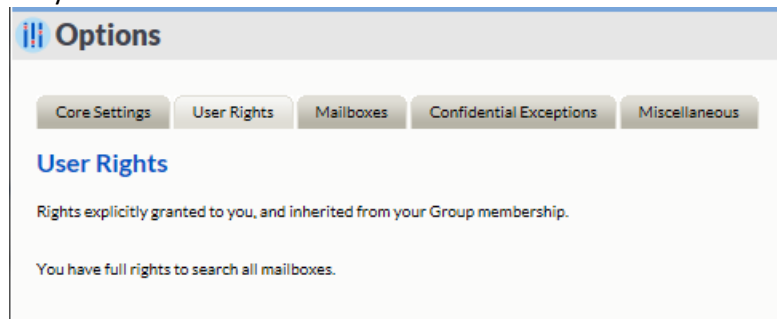 Options
Core Settings User Rights Mailboxes Confidential Exceptions Miscellaneous
User Rights
Rights explicitly granted to you, and inherited from your Group membership.
You have full rights to search all mailboxes.